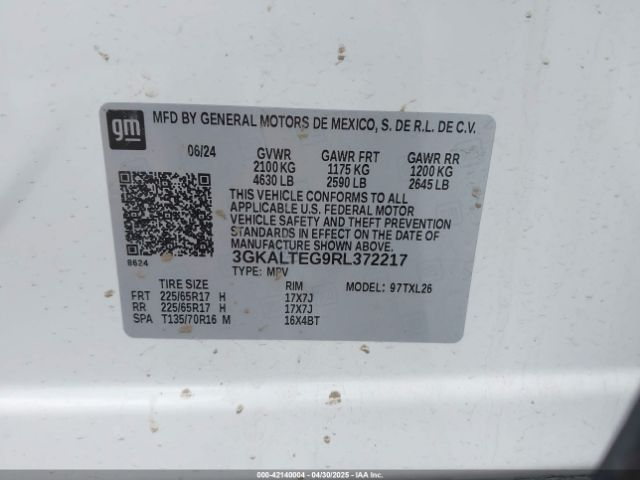 gm
MFD BY GENERAL MOTORS DE MEXICO, S. DE R.L. DE C.V.
06/24 GVWR GAWR FRT GAWR RR
2100 KG 1175 KG 1200 KG
4630 LB 2590 LB 2645 LB
THIS VEHICLE CONFORMS TO ALL
APPLICABLE U.S. FEDERAL MOTOR
VEHICLE SAFETY AND THEFT PREVENTION
STANDARDS IN EFFECT ON THE DATE OF
MANUFACTURE SHOWN ABOVE.
8624 3GKALTEG9RL372217
TYPE: MPV
TIRE SIZE RIM MODEL: 97TXL26
FRT 225/65R17 H 17X7J
RR 225/65R17 H 17X7J
SPA T135/70R16 M 16X4BT
000-42140004 - 04/30/2025 - IAA, Inc.